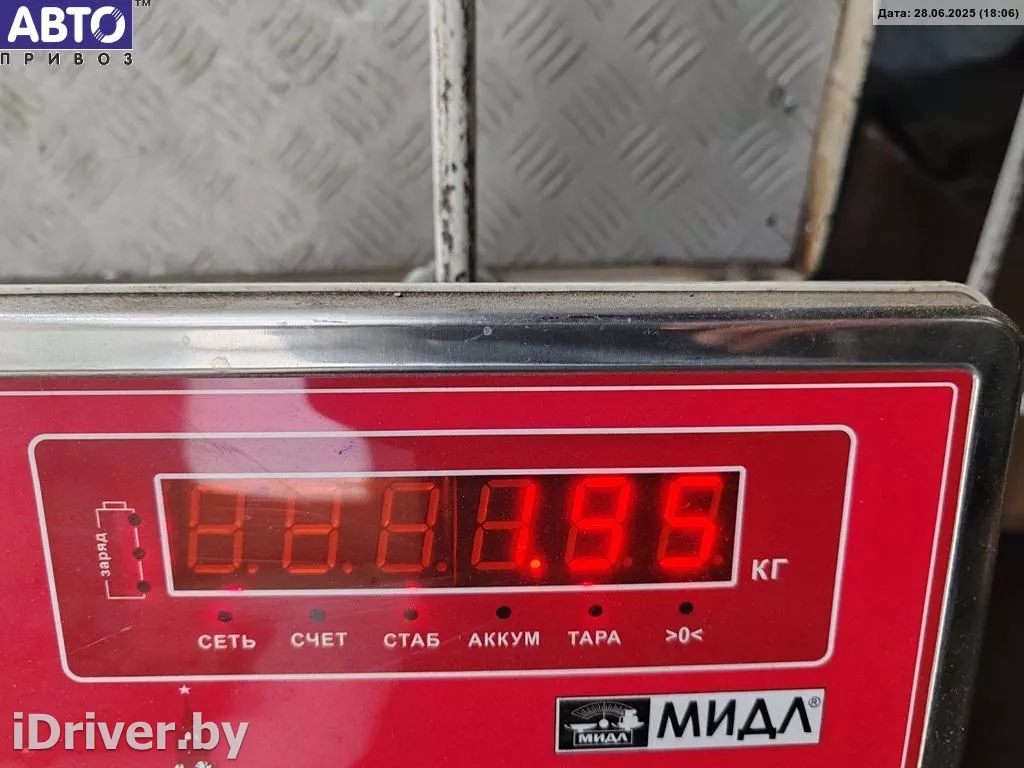 АВТО™
ПРИВОЗ
Дата: 28.06.2025 (18:06)
заряд
1.95
КГ
СЕТЬ СЧЕТ СТАБ АККУМ ТАРА >0<
МИДЛ МИДЛ®
iDriver.by